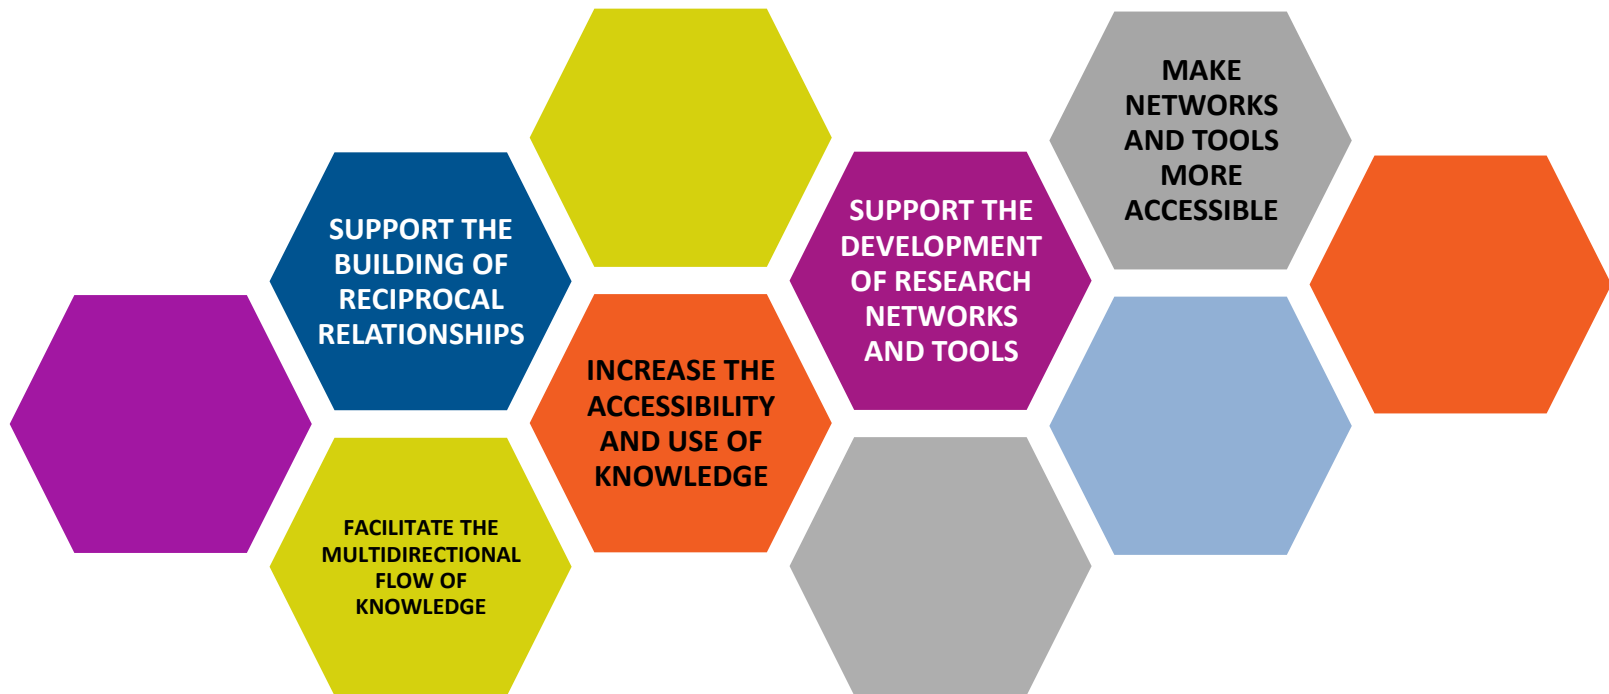 SUPPORT THE
BUILDING OF
RECIPROCAL
RELATIONSHIPS
FACILITATE THE
MULTIDIRECTIONAL
FLOW OF
KNOWLEDGE
INCREASE THE
ACCESSIBILITY
AND USE OF
KNOWLEDGE
SUPPORT THE
DEVELOPMENT
OF RESEARCH
NETWORKS
AND TOOLS
MAKE
NETWORKS
AND TOOLS
MORE
ACCESSIBLE